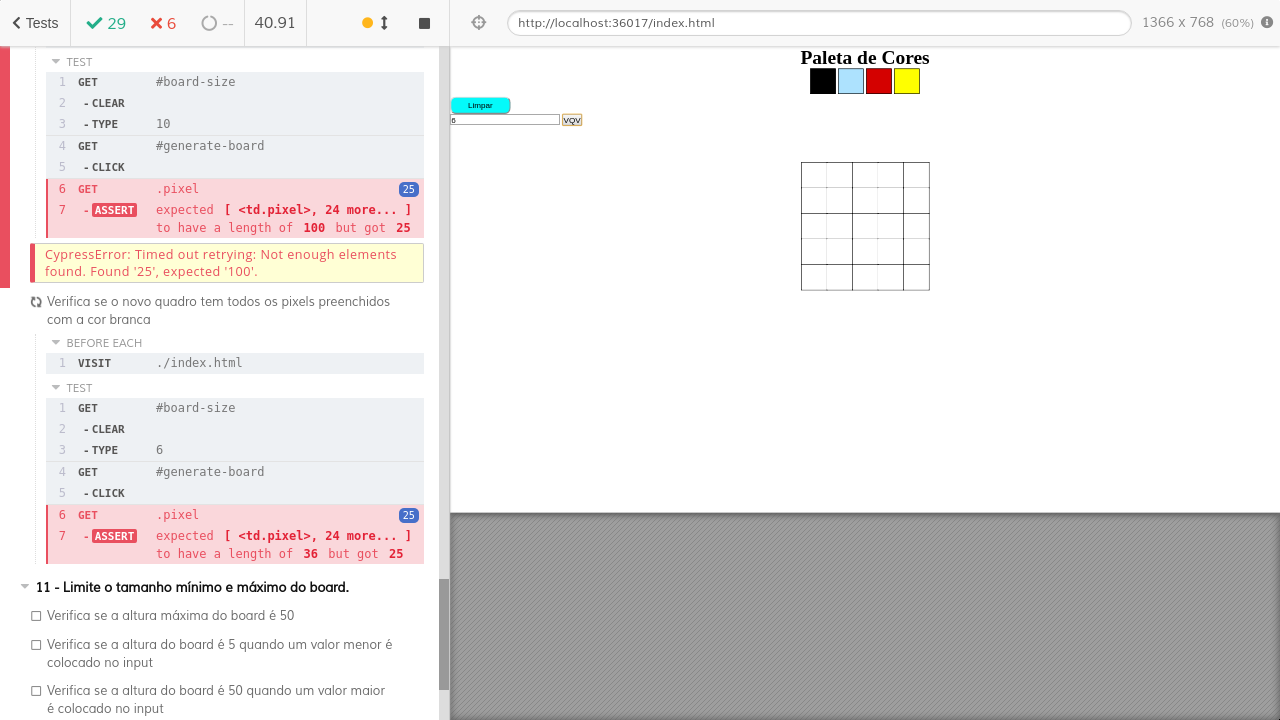 Tests
29
6
--
40.91
http://localhost:36017/index.html
1366 x 768 (60%)
TEST
1 GET #board-size
2 - CLEAR
3 - TYPE 10
4 GET #generate-board
5 - CLICK
6 GET .pixel 25
7 - ASSERT expected [ <td.pixel>, 24 more... ]
to have a length of 100 but got 25
CypressError: Timed out retrying: Not enough elements
found. Found '25', expected '100'.
Verifica se o novo quadro tem todos os pixels preenchidos
com a cor branca
BEFORE EACH
1 VISIT ./index.html
TEST
1 GET #board-size
2 - CLEAR
3 - TYPE 6
4 GET #generate-board
5 - CLICK
6 GET .pixel 25
7 - ASSERT expected [ <td.pixel>, 24 more... ]
to have a length of 36 but got 25
11 - Limite o tamanho mínimo e máximo do board.
Verifica se a altura máxima do board é 50
Verifica se a altura do board é 5 quando um valor menor é
colocado no input
Verifica se a altura do board é 50 quando um valor maior
é colocado no input
Paleta de Cores
Limpar
6
VQV